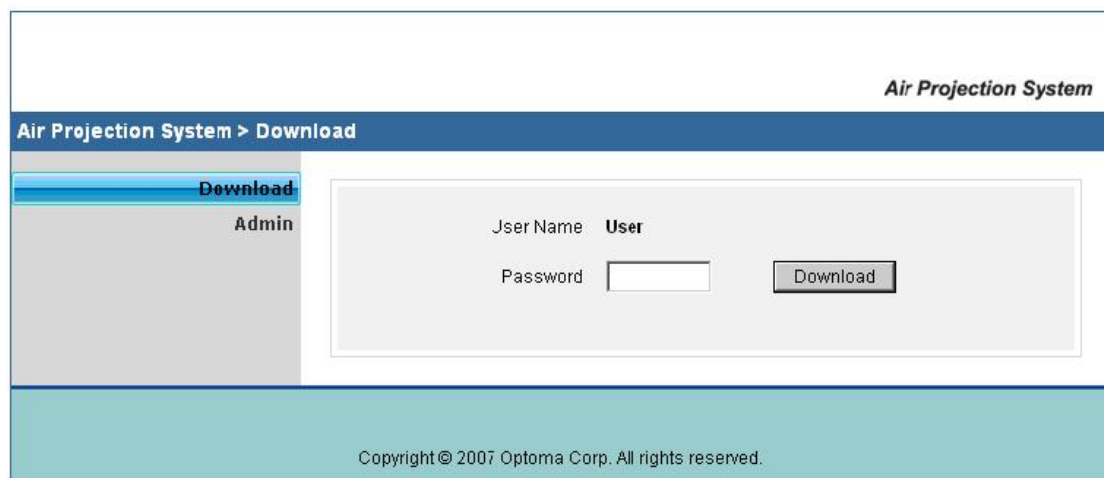 Air Projection System
Air Projection System > Download
Download
Admin
User Name User
Password
Download
Copyright © 2007 Optoma Corp. All rights reserved.